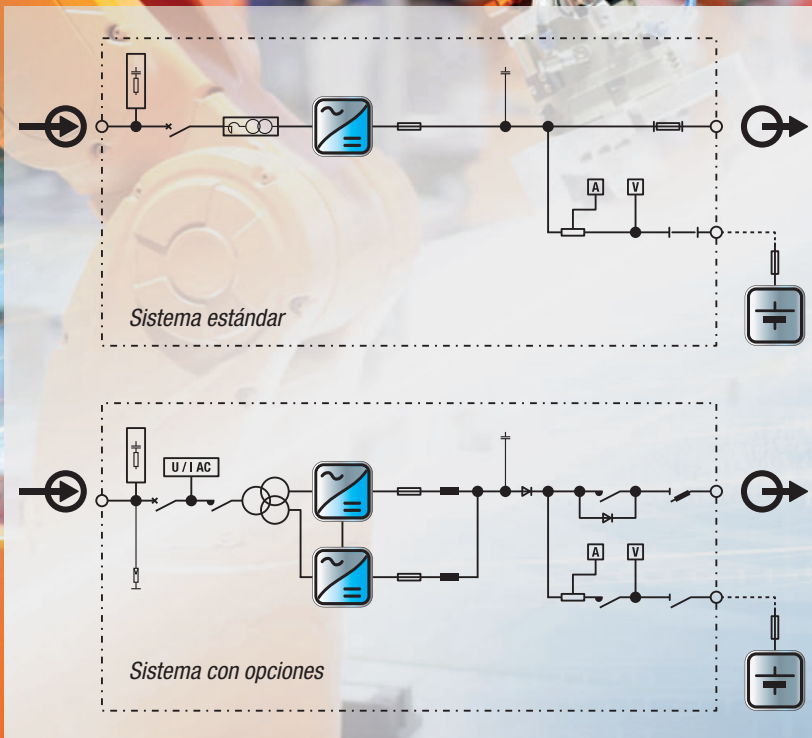 A
V
Sistema estándar
U / I AC
A
V
Sistema con opciones